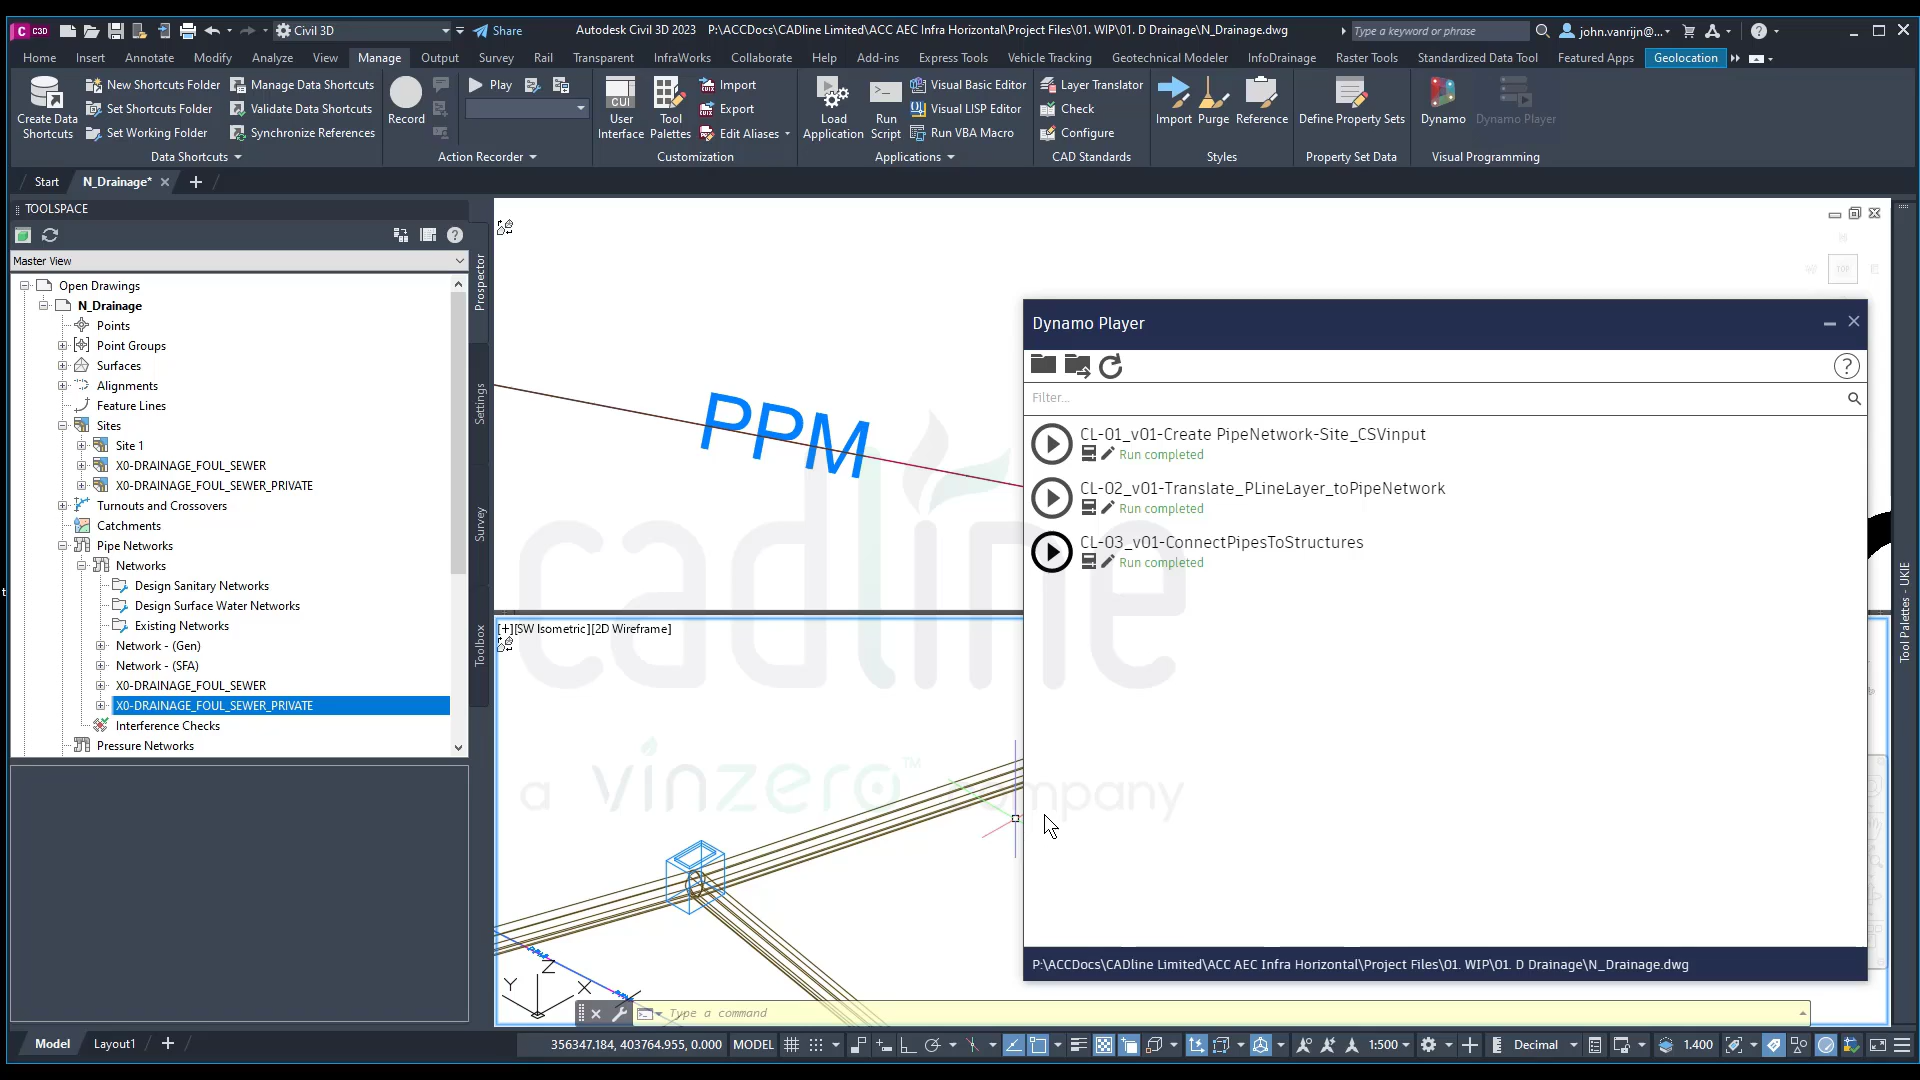 C3D
Civil 3D
Share
Autodesk Civil 3D 2023
P:\ACCDocs\CADline Limited\ACC AEC Infra Horizontal\Project Files\01. WIP\01. D Drainage\N_Drainage.dwg
Type a keyword or phrase
john.vanrijn@...
Home Insert Annotate Modify Analyze View Manage Output Survey Rail Transparent InfraWorks Collaborate Help Add-ins Express Tools Vehicle Tracking Geotechnical Modeler InfoDrainage Raster Tools Standardized Data Tool Featured Apps Geolocation
New Shortcuts Folder Manage Data Shortcuts Play Import Visual Basic Editor Layer Translator
Set Shortcuts Folder Validate Data Shortcuts Export Visual LISP Editor Check
Create Data Shortcuts Record CUI User Interface Tool Palettes Load Application Run Script Import Purge Reference Define Property Sets Dynamo Dynamo Player
Set Working Folder Synchronize References Edit Aliases Run VBA Macro Configure
Data Shortcuts Action Recorder Customization Applications CAD Standards Styles Property Set Data Visual Programming
Start N_Drainage*
TOOLSPACE
Master View
Open Drawings
N_Drainage
Points
Point Groups
Surfaces
Alignments
Feature Lines
Sites
Site 1
X0-DRAINAGE_FOUL_SEWER
X0-DRAINAGE_FOUL_SEWER_PRIVATE
Turnouts and Crossovers
Catchments
Pipe Networks
Networks
Design Sanitary Networks
Design Surface Water Networks
Existing Networks
Network - (Gen)
Network - (SFA)
X0-DRAINAGE_FOUL_SEWER
X0-DRAINAGE_FOUL_SEWER_PRIVATE
Interference Checks
Pressure Networks
Prospector
Settings
Survey
Toolbox
TOP
PPM
cadline
a vinzero™ company
[+][SW Isometric][2D Wireframe]
Z
Y
X
Dynamo Player
Filter...
CL-01_v01-Create PipeNetwork-Site_CSVinput
Run completed
CL-02_v01-Translate_PLineLayer_toPipeNetwork
Run completed
CL-03_v01-ConnectPipesToStructures
Run completed
P:\ACCDocs\CADline Limited\ACC AEC Infra Horizontal\Project Files\01. WIP\01. D Drainage\N_Drainage.dwg
Tool Palettes - UKIE
Type a command
Model Layout1
356347.184, 403764.955, 0.000 MODEL 1:500 Decimal 1.400